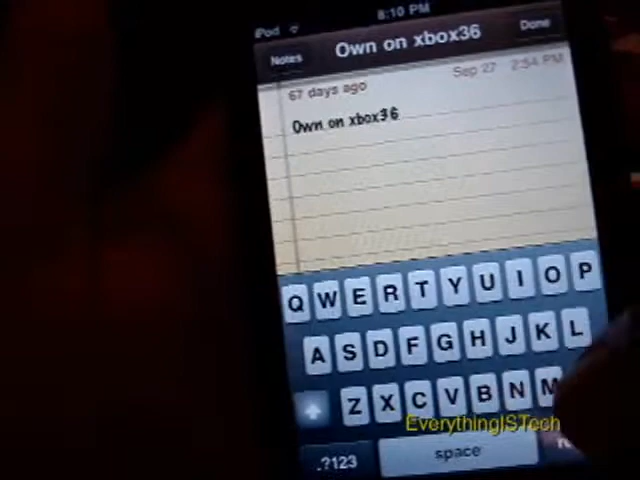 iPod 8:10 PM
Notes Own on xbox36 Done
67 days ago Sep 27 2:54 PM
Own on xbox36
Q W E R T Y U I O P
A S D F G H J K L
Z X C V B N M
EverythingISTech
.?123 space